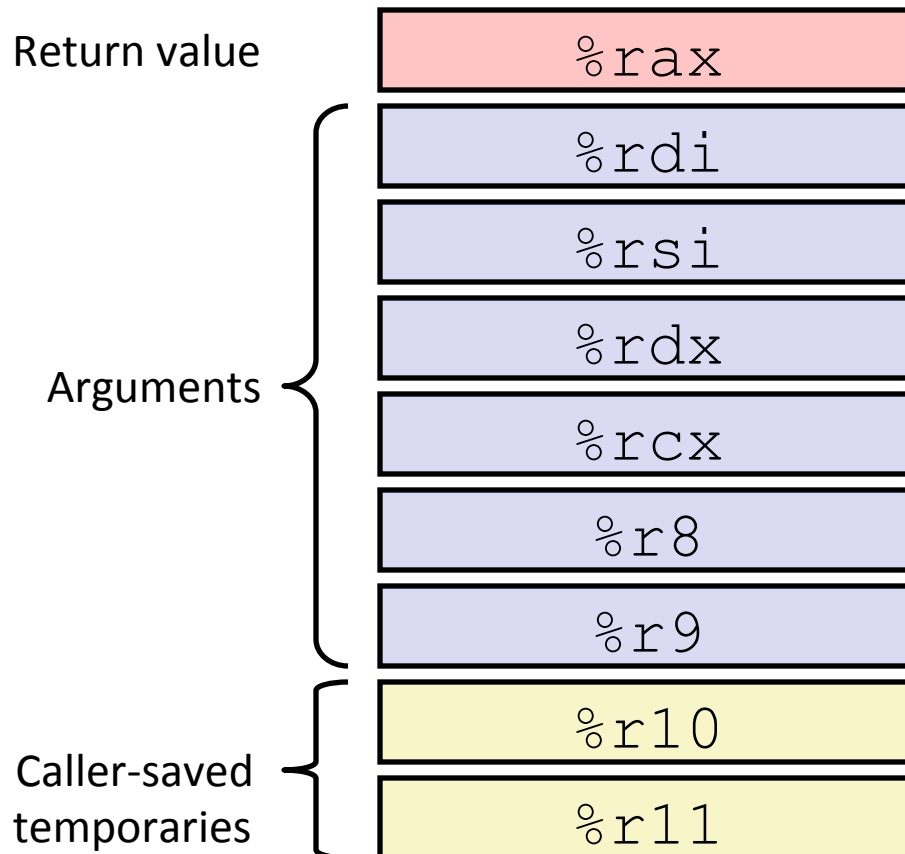 Return value
%rax
%rdi
%rsi
%rdx
Arguments
%rcx
%r8
%r9
%r10
Caller-saved
temporaries
%r11